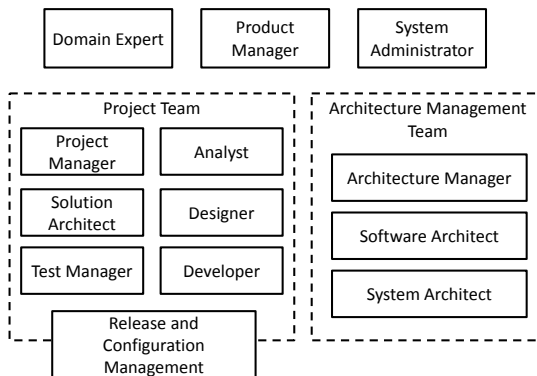 Domain Expert
Product
Manager
System
Administrator
Project Team
Project
Manager
Analyst
Solution
Architect
Designer
Test Manager
Developer
Release and
Configuration
Management
Architecture Management
Team
Architecture Manager
Software Architect
System Architect